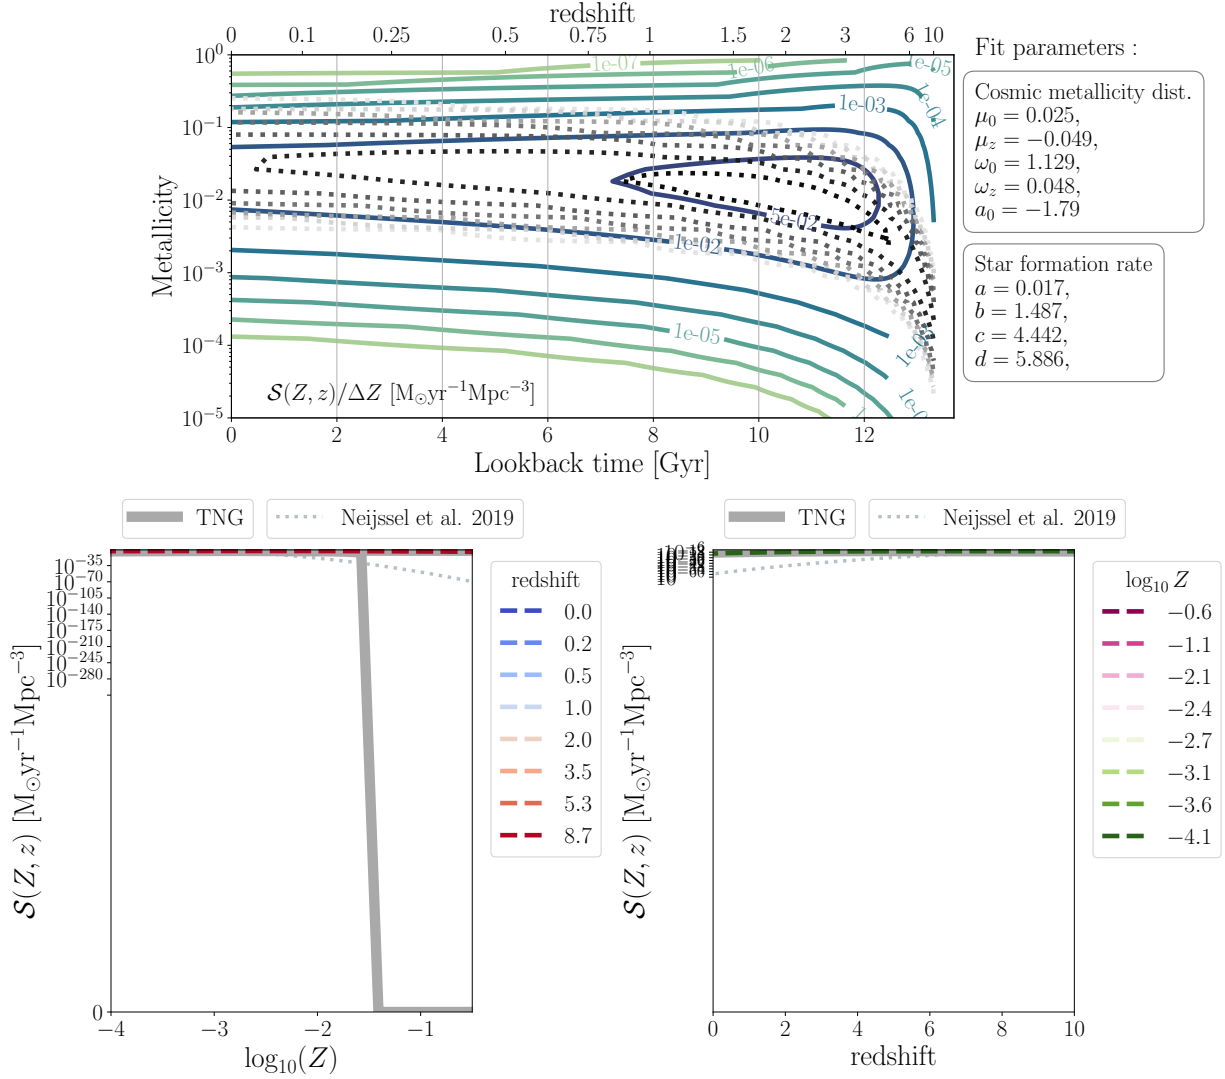 redshift
0 0.1 0.25 0.5 0.75 1 1.5 2 3 6 10
Fit parameters :
Cosmic metallicity dist.
μ₀ = 0.025,
μ_z = −0.049,
ω₀ = 1.129,
ω_z = 0.048,
a₀ = −1.79
Star formation rate
a = 0.017,
b = 1.487,
c = 4.442,
d = 5.886,
Metallicity
10⁰
10⁻¹
10⁻²
10⁻³
10⁻⁴
10⁻⁵
1e-07
1e-06
1e-05
1e-04
1e-03
5e-02
1e-02
1e-05
𝒮(Z, z)/ΔZ [M⊙yr⁻¹Mpc⁻³]
0 2 4 6 8 10 12
Lookback time [Gyr]
TNG
Neijssel et al. 2019
𝒮(Z, z) [M⊙yr⁻¹Mpc⁻³]
10⁻³⁵
10⁻⁷⁰
10⁻¹⁰⁵
10⁻¹⁴⁰
10⁻¹⁷⁵
10⁻²¹⁰
10⁻²⁴⁵
10⁻²⁸⁰
0
−4 −3 −2 −1
log₁₀(Z)
redshift
0.0
0.2
0.5
1.0
2.0
3.5
5.3
8.7
TNG
Neijssel et al. 2019
𝒮(Z, z) [M⊙yr⁻¹Mpc⁻³]
0 2 4 6 8 10
redshift
log₁₀ Z
−0.6
−1.1
−2.1
−2.4
−2.7
−3.1
−3.6
−4.1